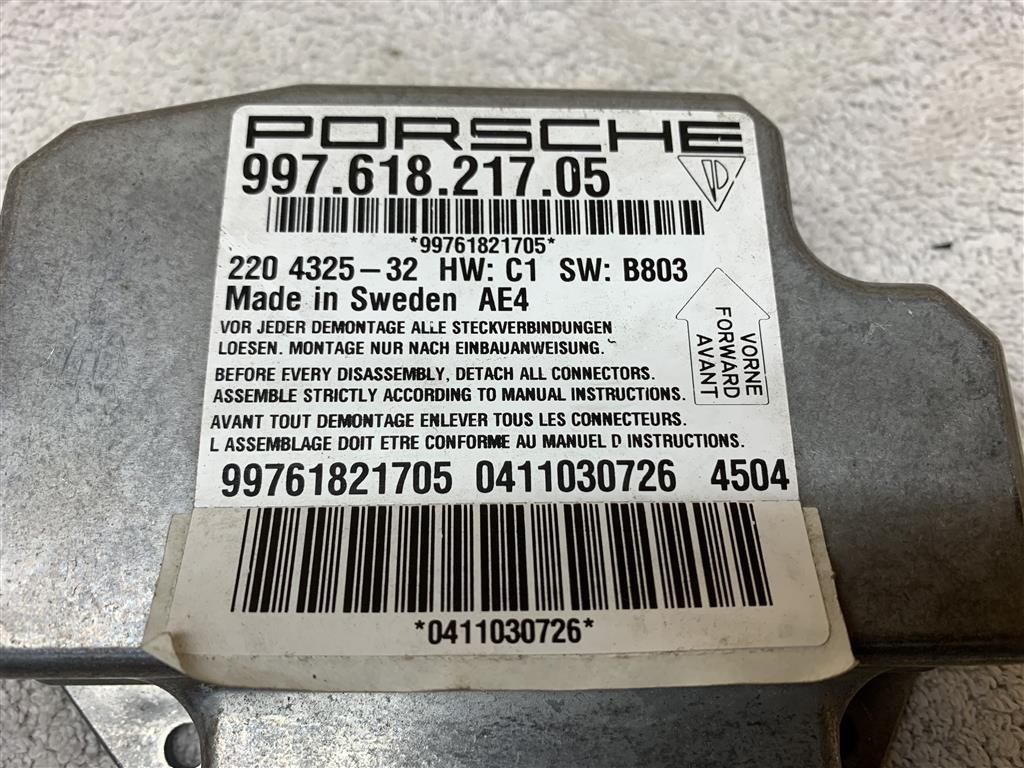 PORSCHE
997.618.217.05
*99761821705*
220 4325-32 HW: C1 SW: B803
Made in Sweden AE4
VOR JEDER DEMONTAGE ALLE STECKVERBINDUNGEN
LOESEN. MONTAGE NUR NACH EINBAUANWEISUNG.
BEFORE EVERY DISASSEMBLY, DETACH ALL CONNECTORS.
ASSEMBLE STRICTLY ACCORDING TO MANUAL INSTRUCTIONS.
AVANT TOUT DEMONTAGE ENLEVER TOUS LES CONNECTEURS.
L ASSEMBLAGE DOIT ETRE CONFORME AU MANUEL D INSTRUCTIONS.
VORNE
FORWARD
AVANT
99761821705 0411030726 4504
*0411030726*